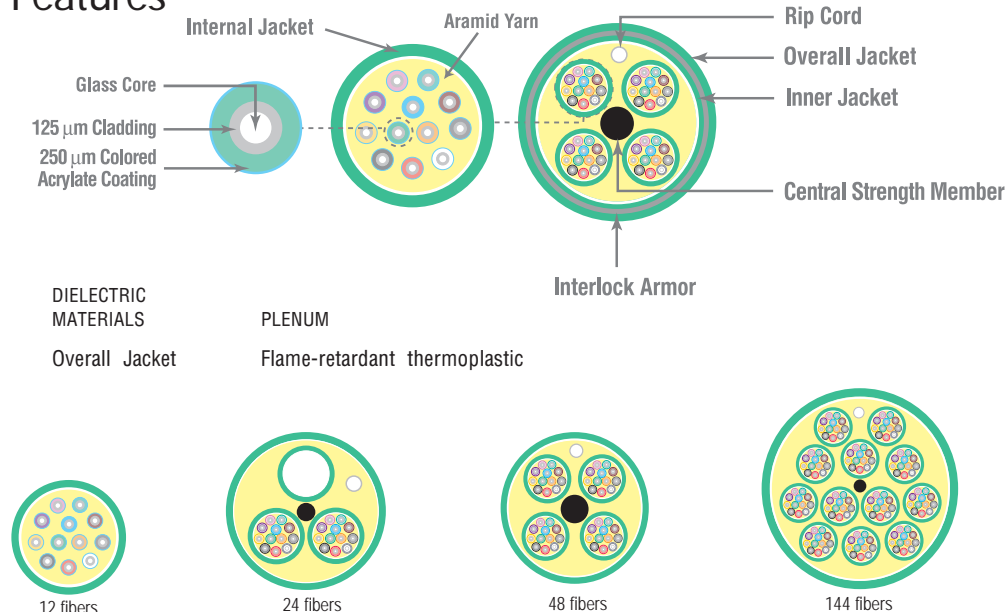 Features
Internal Jacket
Aramid Yarn
Rip Cord
Overall Jacket
Glass Core
Inner Jacket
125 µm Cladding
250 µm Colored
Acrylate Coating
Central Strength Member
Interlock Armor
DIELECTRIC
MATERIALS PLENUM
Overall Jacket Flame-retardant thermoplastic
12 fibers 24 fibers 48 fibers 144 fibers